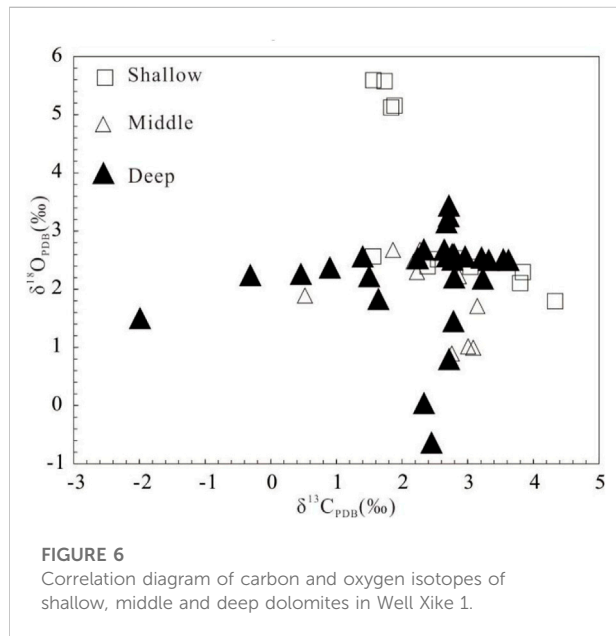 6
5
4
3
2
1
0
-1
δ18OPDB(‰)
Shallow
Middle
Deep
-3 -2 -1 0 1 2 3 4 5
δ13CPDB(‰)
FIGURE 6
Correlation diagram of carbon and oxygen isotopes of
shallow, middle and deep dolomites in Well Xike 1.